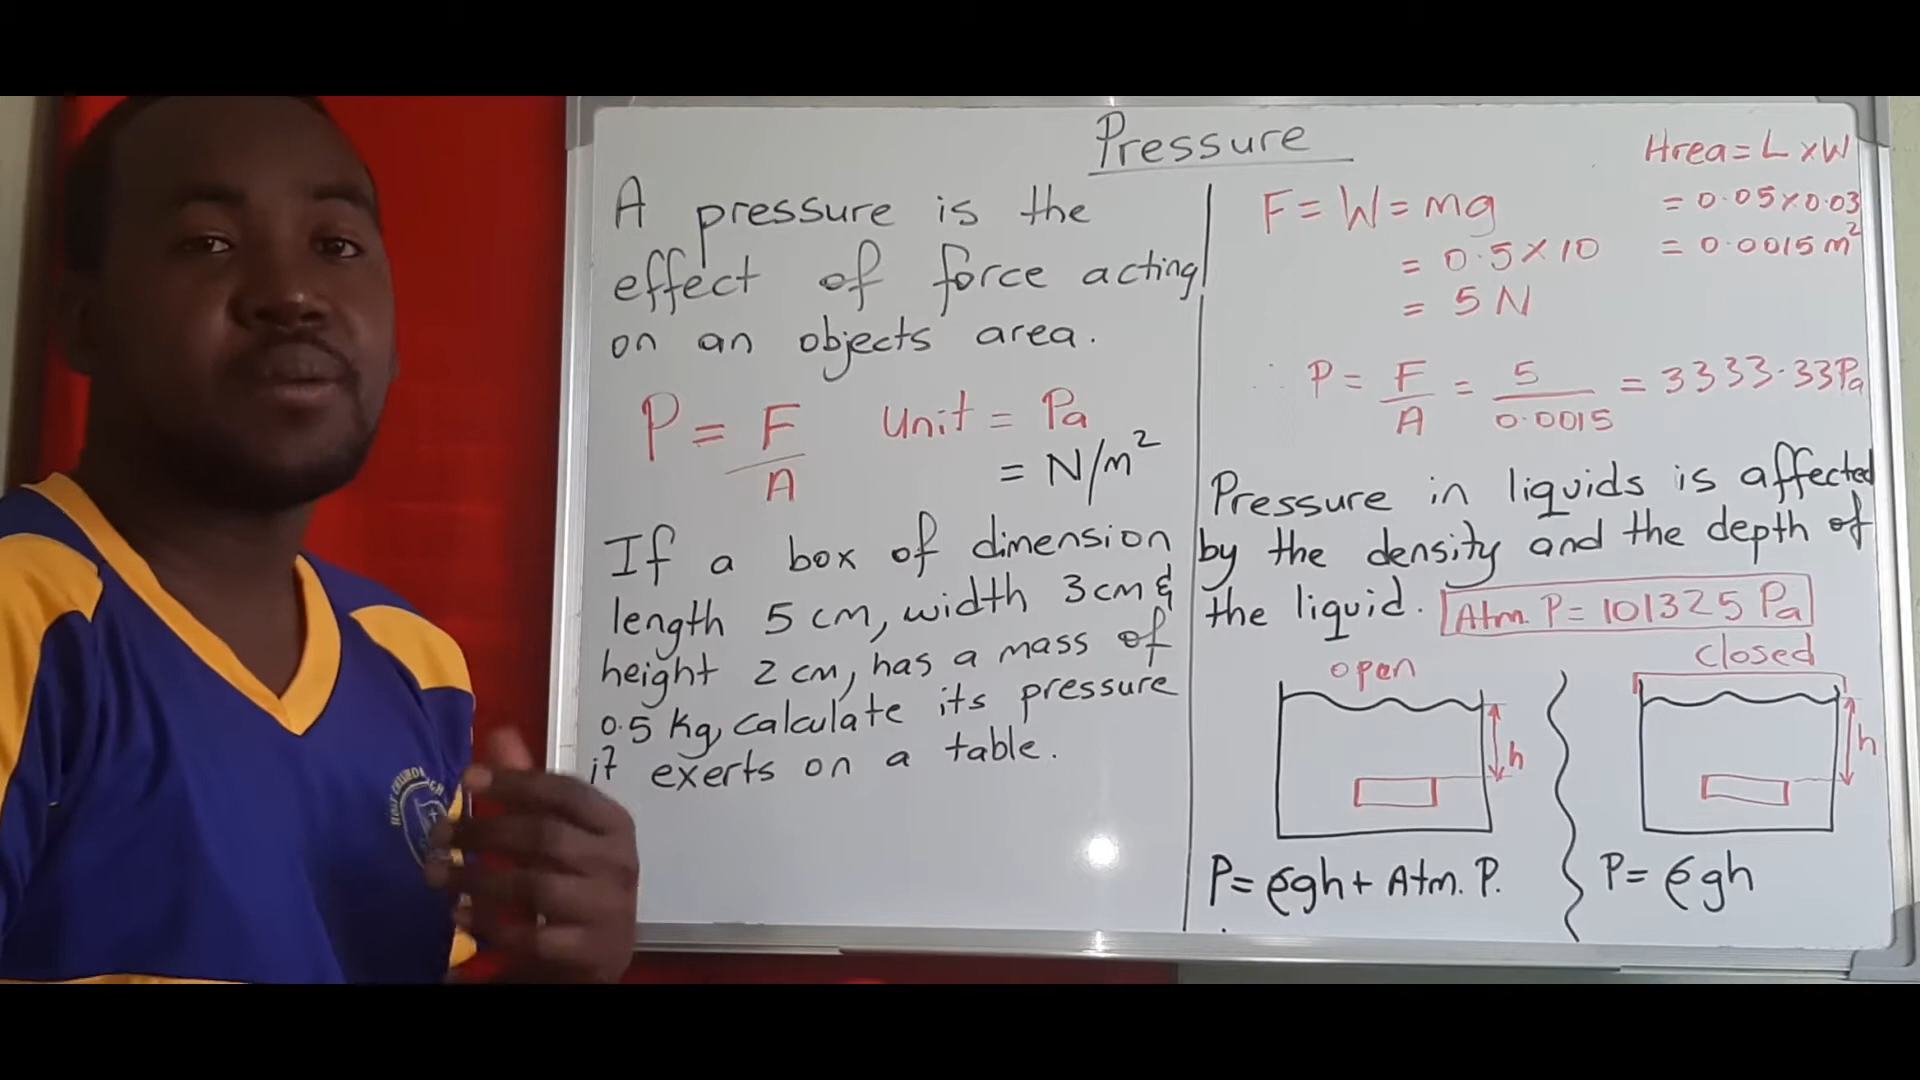 Pressure
A pressure is the
effect of force acting
on an objects area.
P = F/A Unit = Pa
= N/m²
If a box of dimension
length 5 cm, width 3 cm &
height 2 cm, has a mass of
0.5 kg, calculate its pressure
it exerts on a table.
F = W = mg
= 0.5 × 10
= 5 N
Area = L × W
= 0.05 × 0.03
= 0.0015 m²
P = F/A = 5/0.0015 = 3333.33 Pa
Pressure in liquids is affected
by the density and the depth of
the liquid. Atm. P = 101325 Pa
open
h
P = ρgh + Atm. P.
closed
h
P = ρgh